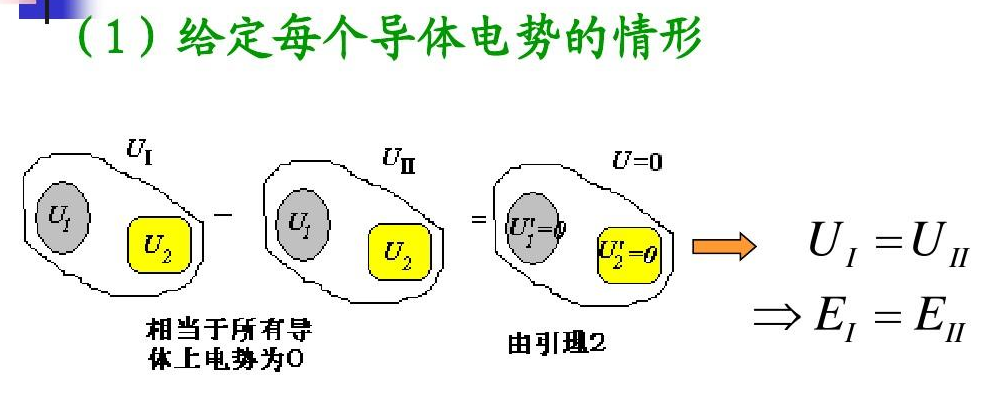 （1）给定每个导体电势的情形
U_I
U_1
U_2
−
U_II
U_1
U_2
=
U=0
U'_1=0
U'_2=0
U_I = U_II
⇒ E_I = E_II
相当于所有导
体上电势为0
由引理2